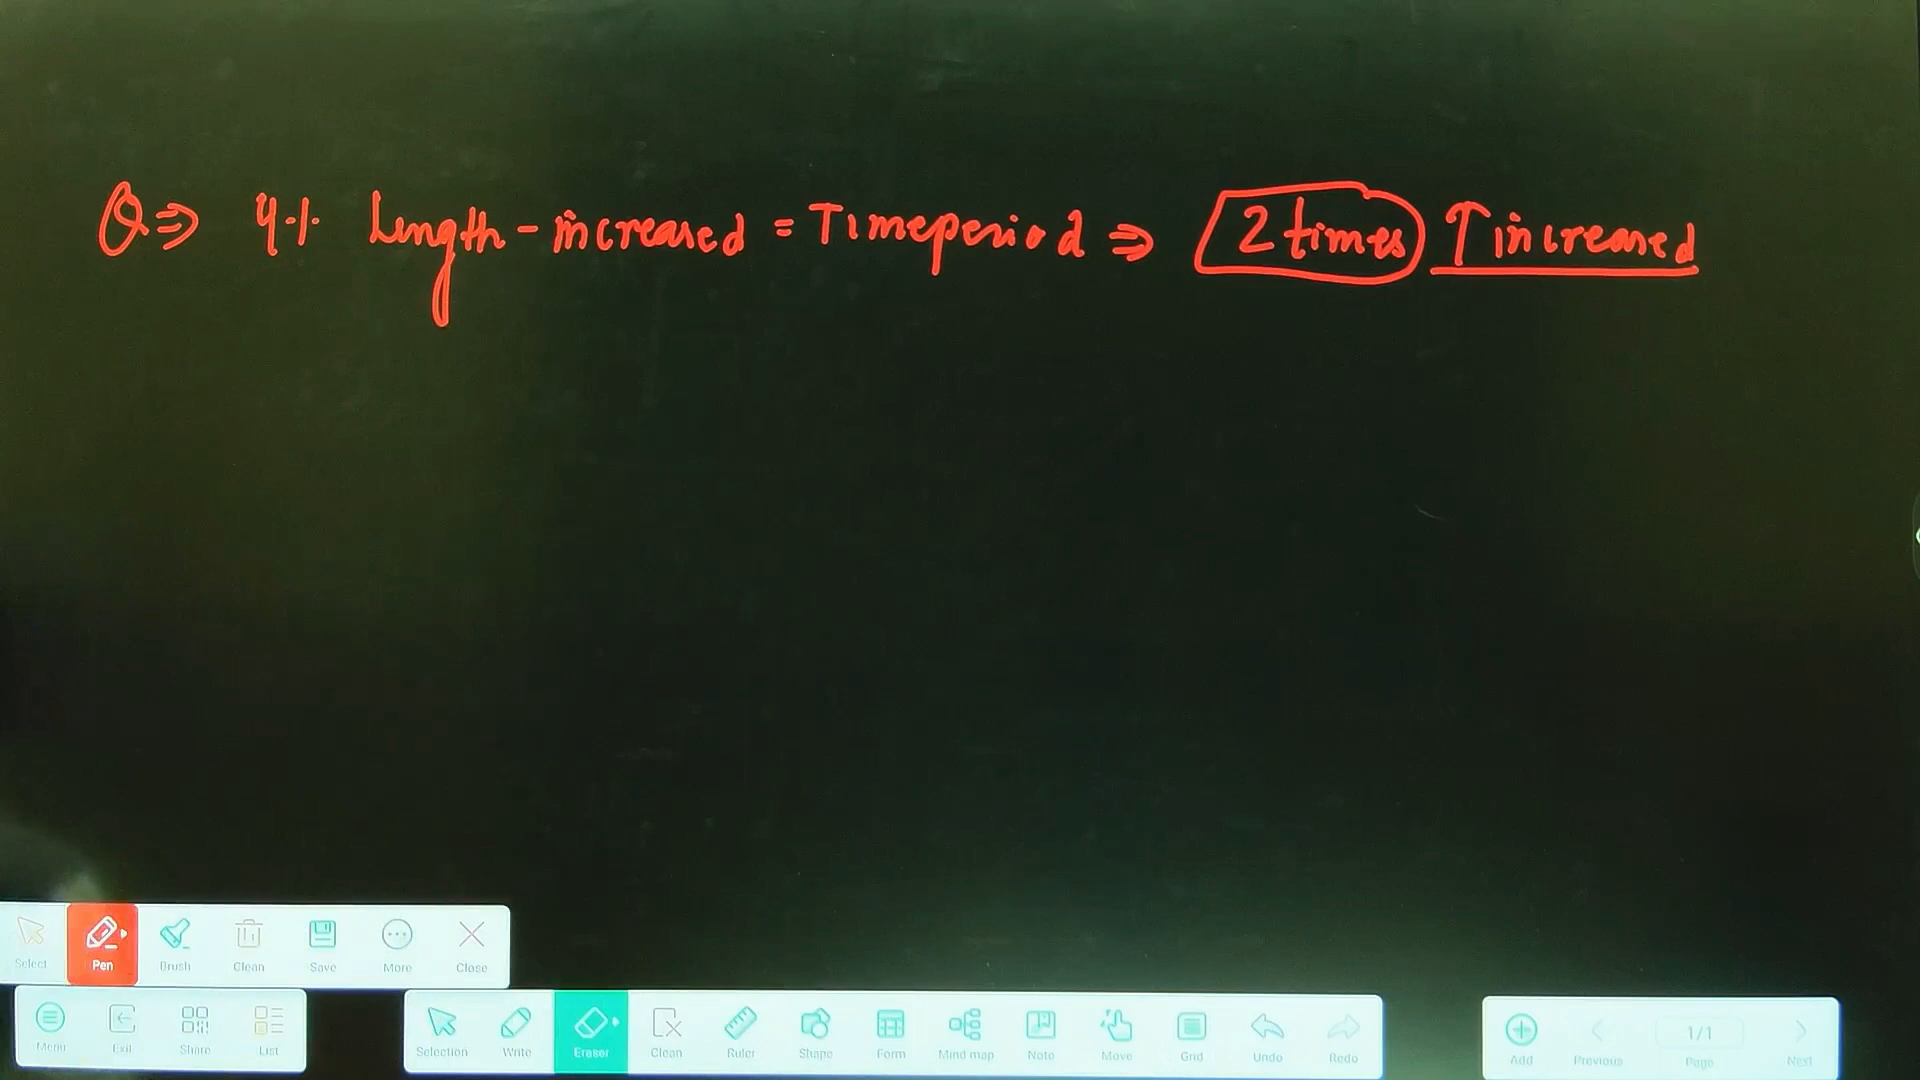 Q⇒ 4% Length - increased = Timeperiod ⇒ 2 times ↑ increased
Select Pen Brush Clean Save More Close
Menu Exit Share List Selection Write Eraser Clean Ruler Shape Form Mind map Note Move Grid Undo Redo Add Previous 1/1 Page Next